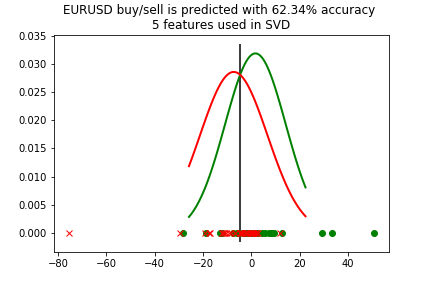 EURUSD buy/sell is predicted with 62.34% accuracy
5 features used in SVD
0.035
0.030
0.025
0.020
0.015
0.010
0.005
0.000
−80 −60 −40 −20 0 20 40